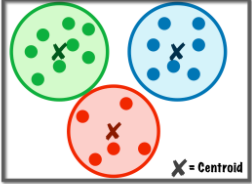 X = Centroid